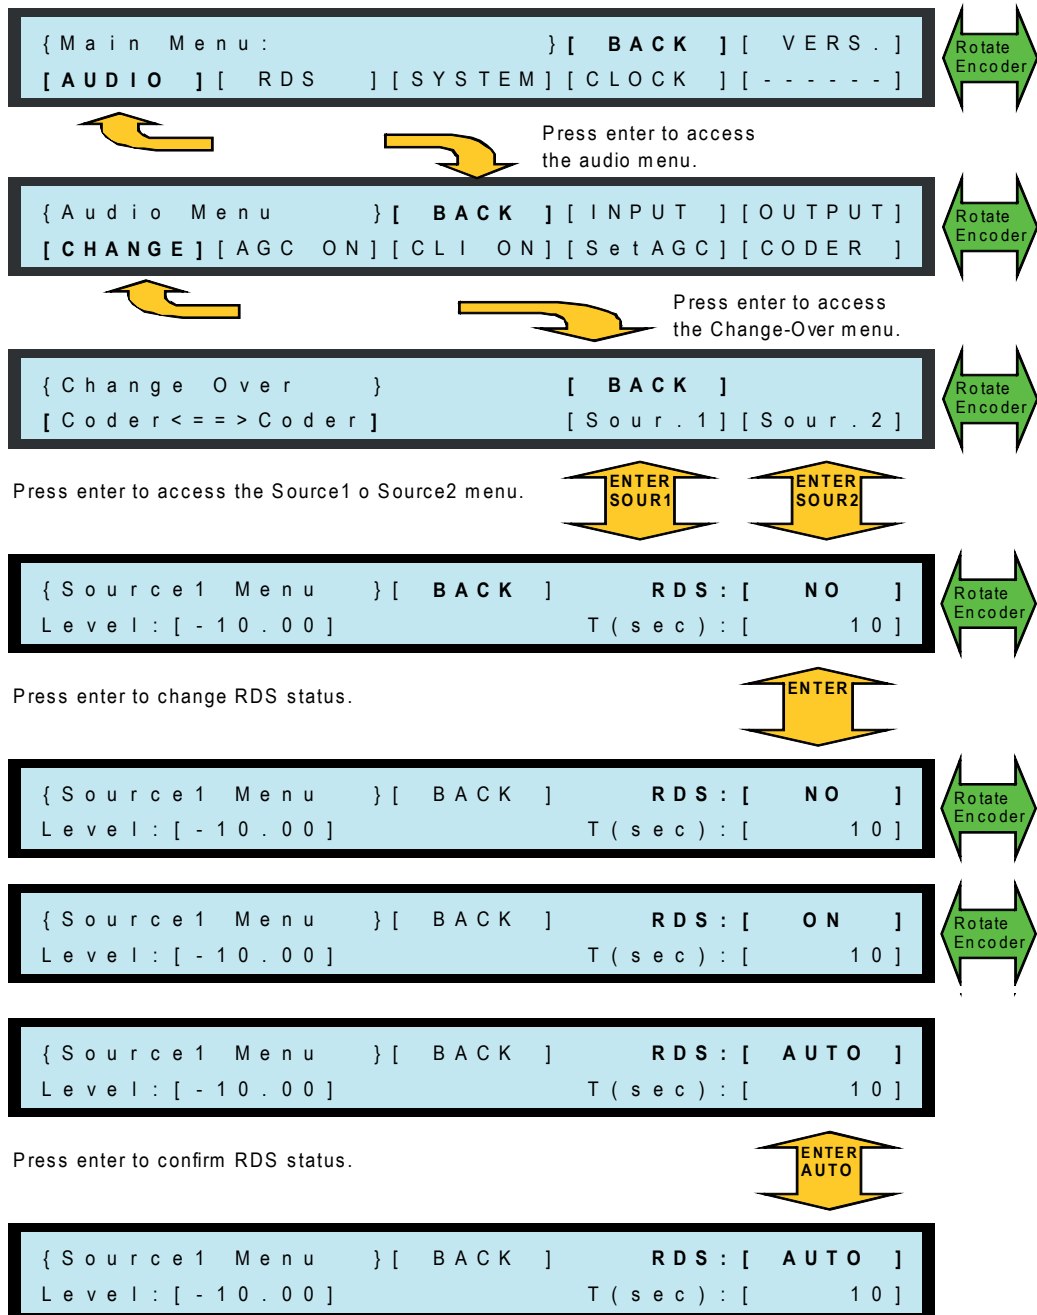 {Main Menu: }[ BACK ][ VERS.]
[AUDIO ][ RDS ][SYSTEM][CLOCK ][------]
Rotate
Encoder
Press enter to access
the audio menu.
{Audio Menu }[ BACK ][INPUT ][OUTPUT]
[CHANGE][AGC ON][CLI ON][SetAGC][CODER ]
Rotate
Encoder
Press enter to access
the Change-Over menu.
{Change Over } [ BACK ]
[Coder<==>Coder] [Sour.1][Sour.2]
Rotate
Encoder
Press enter to access the Source1 o Source2 menu.
ENTER
SOUR1
ENTER
SOUR2
{Source1 Menu }[ BACK ] RDS:[ NO ]
Level:[-10.00] T(sec):[ 10]
Rotate
Encoder
Press enter to change RDS status.
ENTER
{Source1 Menu }[ BACK ] RDS:[ NO ]
Level:[-10.00] T(sec):[ 10]
Rotate
Encoder
{Source1 Menu }[ BACK ] RDS:[ ON ]
Level:[-10.00] T(sec):[ 10]
Rotate
Encoder
{Source1 Menu }[ BACK ] RDS:[ AUTO ]
Level:[-10.00] T(sec):[ 10]
Press enter to confirm RDS status.
ENTER
AUTO
{Source1 Menu }[ BACK ] RDS:[ AUTO ]
Level:[-10.00] T(sec):[ 10]